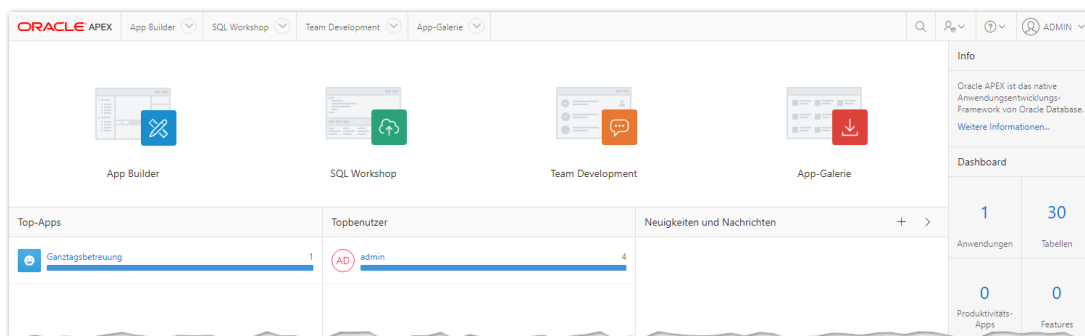 ORACLE APEX App Builder SQL Workshop Team Development App-Galerie ADMIN
App Builder
SQL Workshop
Team Development
App-Galerie
Info
Oracle APEX ist das native
Anwendungsentwicklungs-
Framework von Oracle Database.
Weitere Informationen...
Dashboard
1
Anwendungen
30
Tabellen
0
Produktivitäts-
Apps
0
Features
Top-Apps
Ganztagsbetreuung 1
Topbenutzer
AD admin 4
Neuigkeiten und Nachrichten